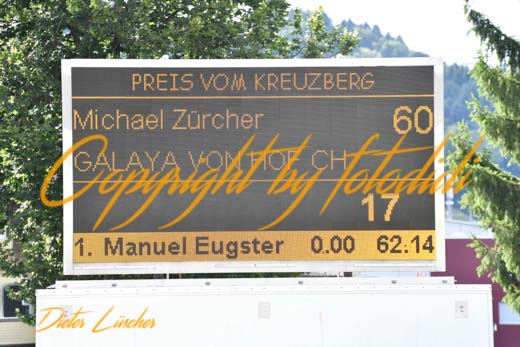 PREIS VOM KREUZBERG
Michael Zürcher 60
GALAYA VON HOF CH
Copyright by fotodidi
17
1. Manuel Eugster 0.00 62.14
Dieter Lüscher